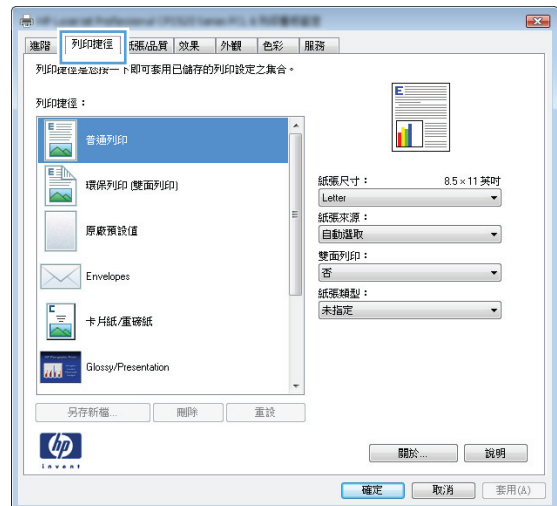 進階
列印捷徑
紙張/品質
效果
外觀
色彩
服務
列印捷徑是您按一下即可套用已儲存的列印設定之集合。
列印捷徑：
普通列印
環保列印 (雙面列印)
原廠預設值
Envelopes
卡片紙/重磅紙
Glossy/Presentation
另存新檔...
刪除
重設
E
紙張尺寸：
8.5 × 11 英吋
Letter
紙張來源：
自動選取
雙面列印：
否
紙張類型：
未指定
hp
invent
關於...
說明
確定
取消
套用(A)